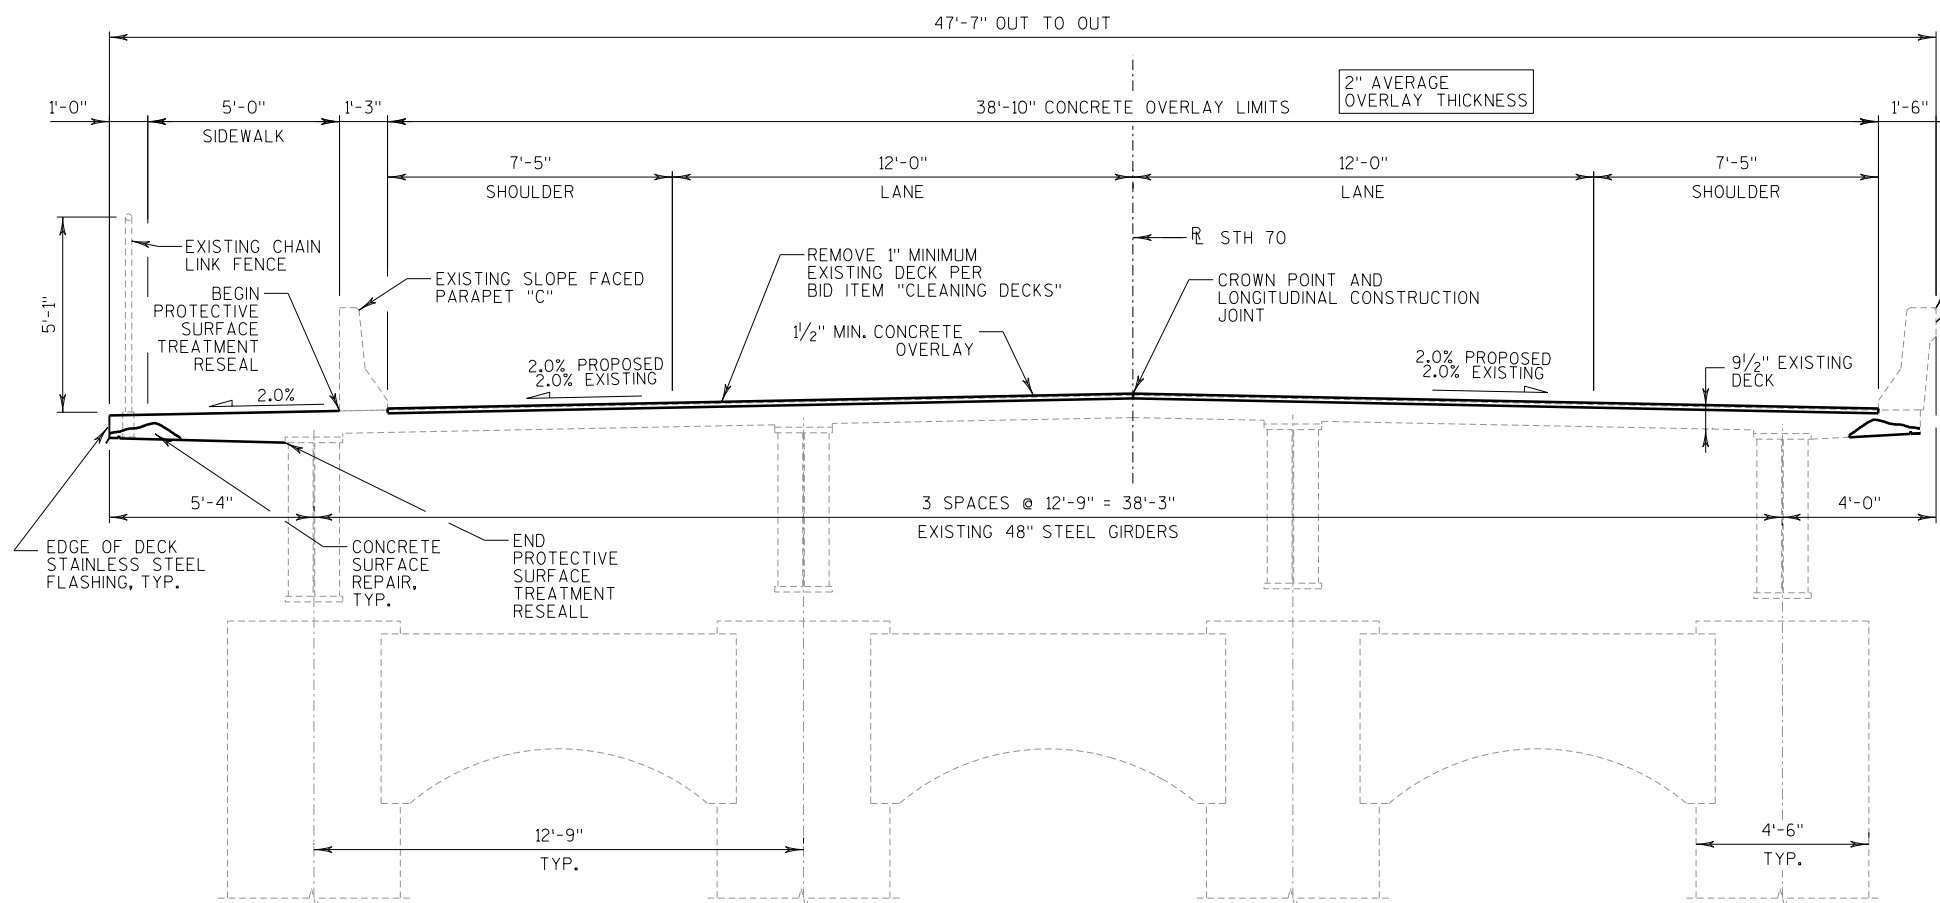 47'-7" OUT TO OUT
2" AVERAGE
OVERLAY THICKNESS
1'-0"
5'-0"
SIDEWALK
1'-3"
38'-10" CONCRETE OVERLAY LIMITS
1'-6"
7'-5"
SHOULDER
12'-0"
LANE
12'-0"
LANE
7'-5"
SHOULDER
5'-1"
EXISTING CHAIN
LINK FENCE
BEGIN
PROTECTIVE
SURFACE
TREATMENT
RESEAL
EXISTING SLOPE FACED
PARAPET "C"
REMOVE 1" MINIMUM
EXISTING DECK PER
BID ITEM "CLEANING DECKS"
1½" MIN. CONCRETE
OVERLAY
RL STH 70
CROWN POINT AND
LONGITUDINAL CONSTRUCTION
JOINT
2.0%
2.0% PROPOSED
2.0% EXISTING
2.0% PROPOSED
2.0% EXISTING
9½" EXISTING
DECK
5'-4"
3 SPACES @ 12'-9" = 38'-3"
EXISTING 48" STEEL GIRDERS
4'-0"
EDGE OF DECK
STAINLESS STEEL
FLASHING, TYP.
CONCRETE
SURFACE
REPAIR,
TYP.
END
PROTECTIVE
SURFACE
TREATMENT
RESEALL
12'-9"
TYP.
4'-6"
TYP.